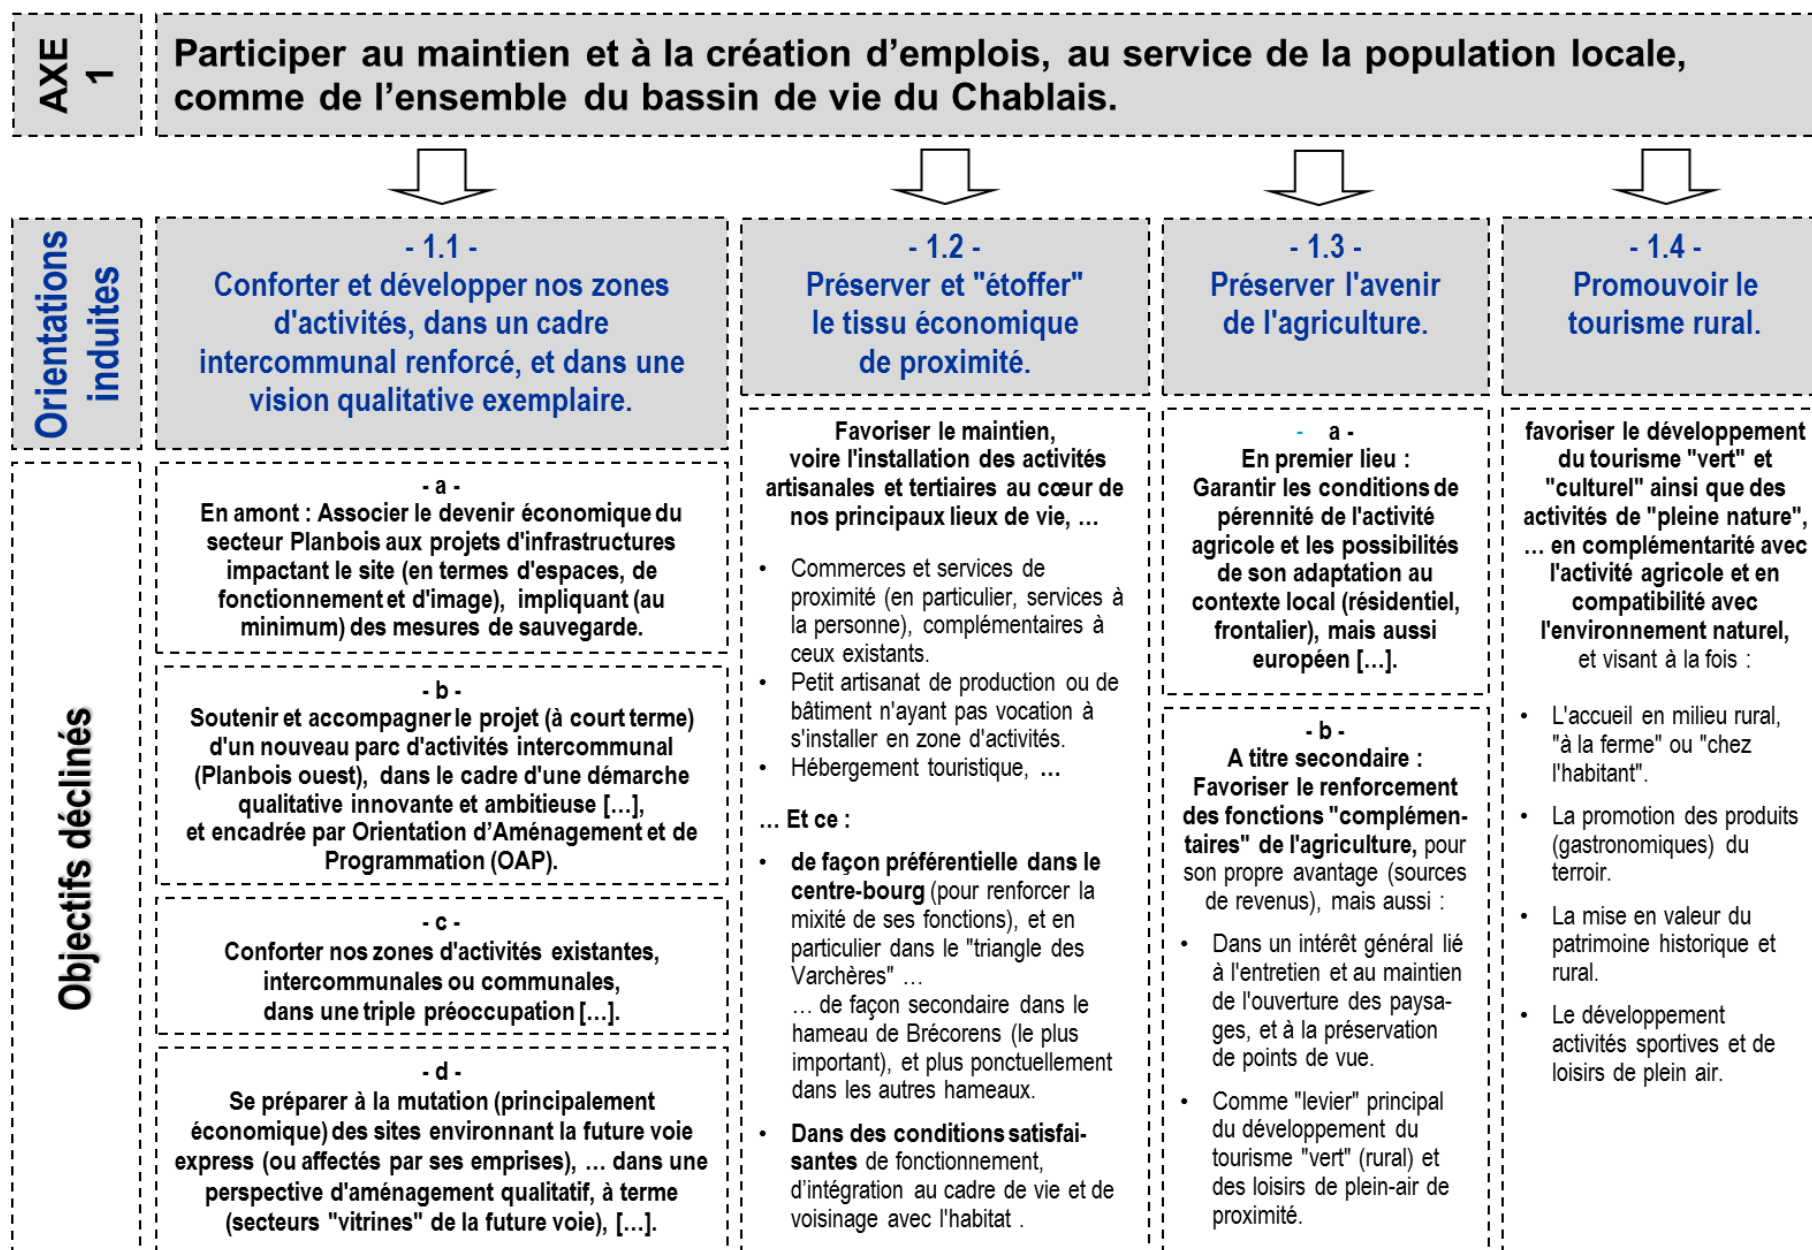 AXE
1
Participer au maintien et à la création d’emplois, au service de la population locale,
comme de l’ensemble du bassin de vie du Chablais.
Orientations
induites
- 1.1 -
Conforter et développer nos zones
d'activités, dans un cadre
intercommunal renforcé, et dans une
vision qualitative exemplaire.
- 1.2 -
Préserver et "étoffer"
le tissu économique
de proximité.
- 1.3 -
Préserver l'avenir
de l'agriculture.
- 1.4 -
Promouvoir le
tourisme rural.
Objectifs déclinés
- a -
En amont : Associer le devenir économique du
secteur Planbois aux projets d'infrastructures
impactant le site (en termes d'espaces, de
fonctionnement et d'image), impliquant (au
minimum) des mesures de sauvegarde.
- b -
Soutenir et accompagner le projet (à court terme)
d'un nouveau parc d'activités intercommunal
(Planbois ouest), dans le cadre d'une démarche
qualitative innovante et ambitieuse […],
et encadrée par Orientation d’Aménagement et de
Programmation (OAP).
- c -
Conforter nos zones d'activités existantes,
intercommunales ou communales,
dans une triple préoccupation […].
- d -
Se préparer à la mutation (principalement
économique) des sites environnant la future voie
express (ou affectés par ses emprises), … dans une
perspective d'aménagement qualitatif, à terme
(secteurs "vitrines" de la future voie), […].
Favoriser le maintien,
voire l'installation des activités
artisanales et tertiaires au cœur de
nos principaux lieux de vie, …
• Commerces et services de
proximité (en particulier, services à
la personne), complémentaires à
ceux existants.
• Petit artisanat de production ou de
bâtiment n'ayant pas vocation à
s'installer en zone d'activités.
• Hébergement touristique, …
… Et ce :
• de façon préférentielle dans le
centre-bourg (pour renforcer la
mixité de ses fonctions), et en
particulier dans le "triangle des
Varchères" …
… de façon secondaire dans le
hameau de Brécorens (le plus
important), et plus ponctuellement
dans les autres hameaux.
• Dans des conditions satisfai-
santes de fonctionnement,
d’intégration au cadre de vie et de
voisinage avec l'habitat .
- a -
En premier lieu :
Garantir les conditions de
pérennité de l'activité
agricole et les possibilités
de son adaptation au
contexte local (résidentiel,
frontalier), mais aussi
européen […].
- b -
A titre secondaire :
Favoriser le renforcement
des fonctions "complémen-
taires" de l'agriculture, pour
son propre avantage (sources
de revenus), mais aussi :
• Dans un intérêt général lié
à l'entretien et au maintien
de l'ouverture des paysa-
ges, et à la préservation
de points de vue.
• Comme "levier" principal
du développement du
tourisme "vert" (rural) et
des loisirs de plein-air de
proximité.
favoriser le développement
du tourisme "vert" et
"culturel" ainsi que des
activités de "pleine nature",
… en complémentarité avec
l'activité agricole et en
compatibilité avec
l'environnement naturel,
et visant à la fois :
• L'accueil en milieu rural,
"à la ferme" ou "chez
l'habitant".
• La promotion des produits
(gastronomiques) du
terroir.
• La mise en valeur du
patrimoine historique et
rural.
• Le développement
activités sportives et de
loisirs de plein air.